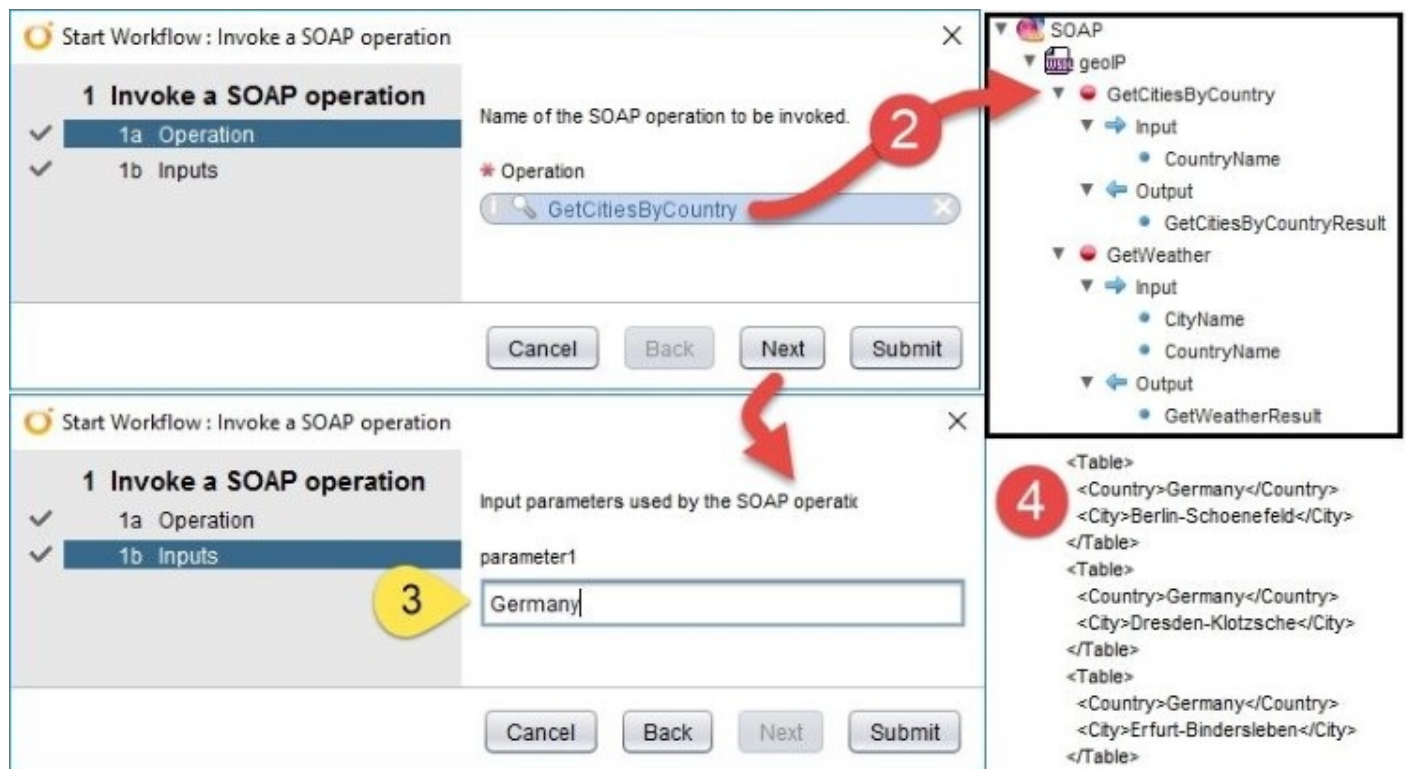 Start Workflow : Invoke a SOAP operation
1 Invoke a SOAP operation
1a Operation
1b Inputs
Name of the SOAP operation to be invoked.
* Operation
GetCitiesByCountry
2
Cancel
Back
Next
Submit
SOAP
WSDL
geoIP
GetCitiesByCountry
Input
CountryName
Output
GetCitiesByCountryResult
GetWeather
Input
CityName
CountryName
Output
GetWeatherResult
Start Workflow : Invoke a SOAP operation
1 Invoke a SOAP operation
1a Operation
1b Inputs
Input parameters used by the SOAP operatic
parameter1
3
Germany
Cancel
Back
Next
Submit
4
<Table>
<Country>Germany</Country>
<City>Berlin-Schoenefeld</City>
</Table>
<Table>
<Country>Germany</Country>
<City>Dresden-Klotzsche</City>
</Table>
<Table>
<Country>Germany</Country>
<City>Erfurt-Bindersleben</City>
</Table>